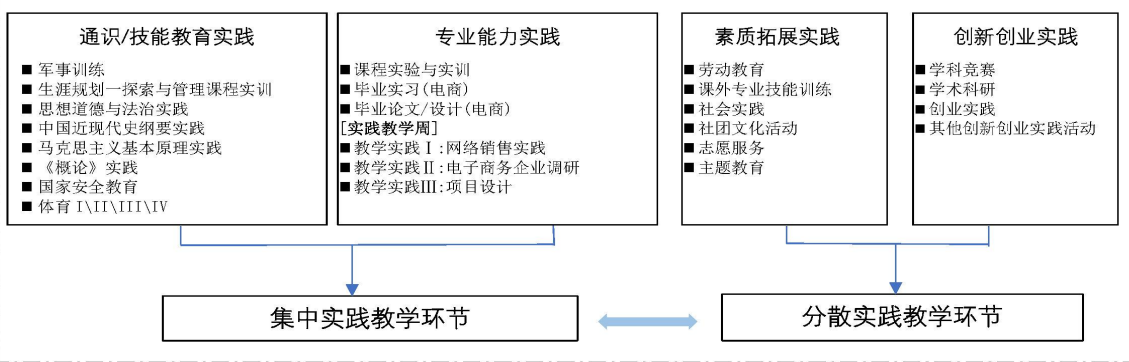 通识/技能教育实践
■ 军事训练
■ 生涯规划—探索与管理课程实训
■ 思想道德与法治实践
■ 中国近现代史纲要实践
■ 马克思主义基本原理实践
■ 《概论》实践
■ 国家安全教育
■ 体育 I\II\III\IV
专业能力实践
■ 课程实验与实训
■ 毕业实习(电商)
■ 毕业论文/设计(电商)
[实践教学周]
■ 教学实践Ⅰ:网络销售实践
■ 教学实践Ⅱ:电子商务企业调研
■ 教学实践Ⅲ:项目设计
素质拓展实践
■ 劳动教育
■ 课外专业技能训练
■ 社会实践
■ 社团文化活动
■ 志愿服务
■ 主题教育
创新创业实践
■ 学科竞赛
■ 学术科研
■ 创业实践
■ 其他创新创业实践活动
集中实践教学环节
分散实践教学环节